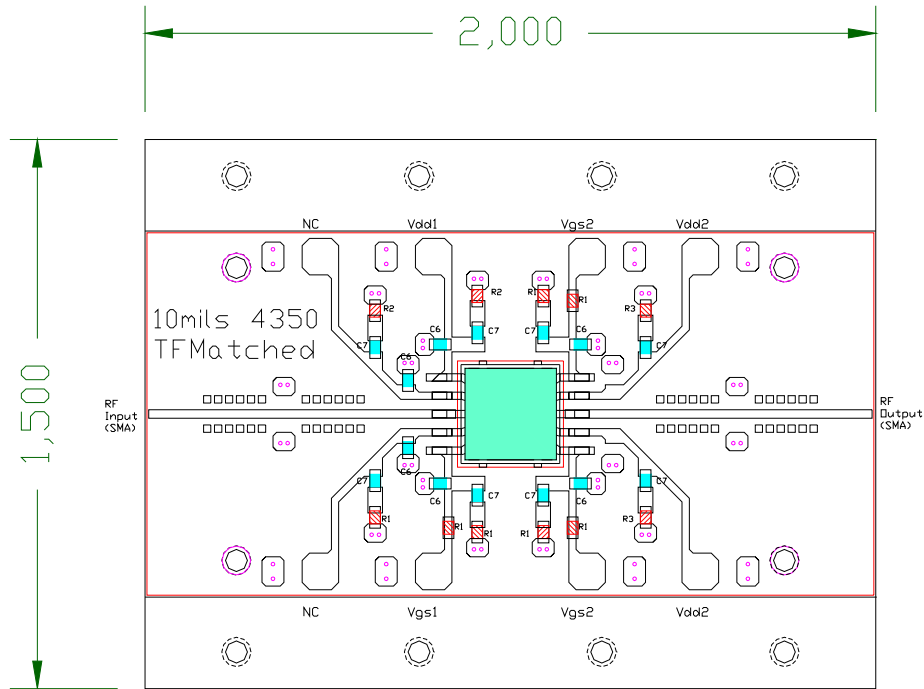 2,000
NC Vdd1 Vgs2 Vdd2
R2 R2 R1 R1 R3
10mils 4350
TFMatched
C7 C6 C6 C7 C7 C6 C7
1,500
RF
Input
(SMA)
RF
Output
(SMA)
C6
C7 C6 C7 C7 C6 C7
R1 R1 R1 R1 R1 R3
NC Vgs1 Vgs2 Vdd2